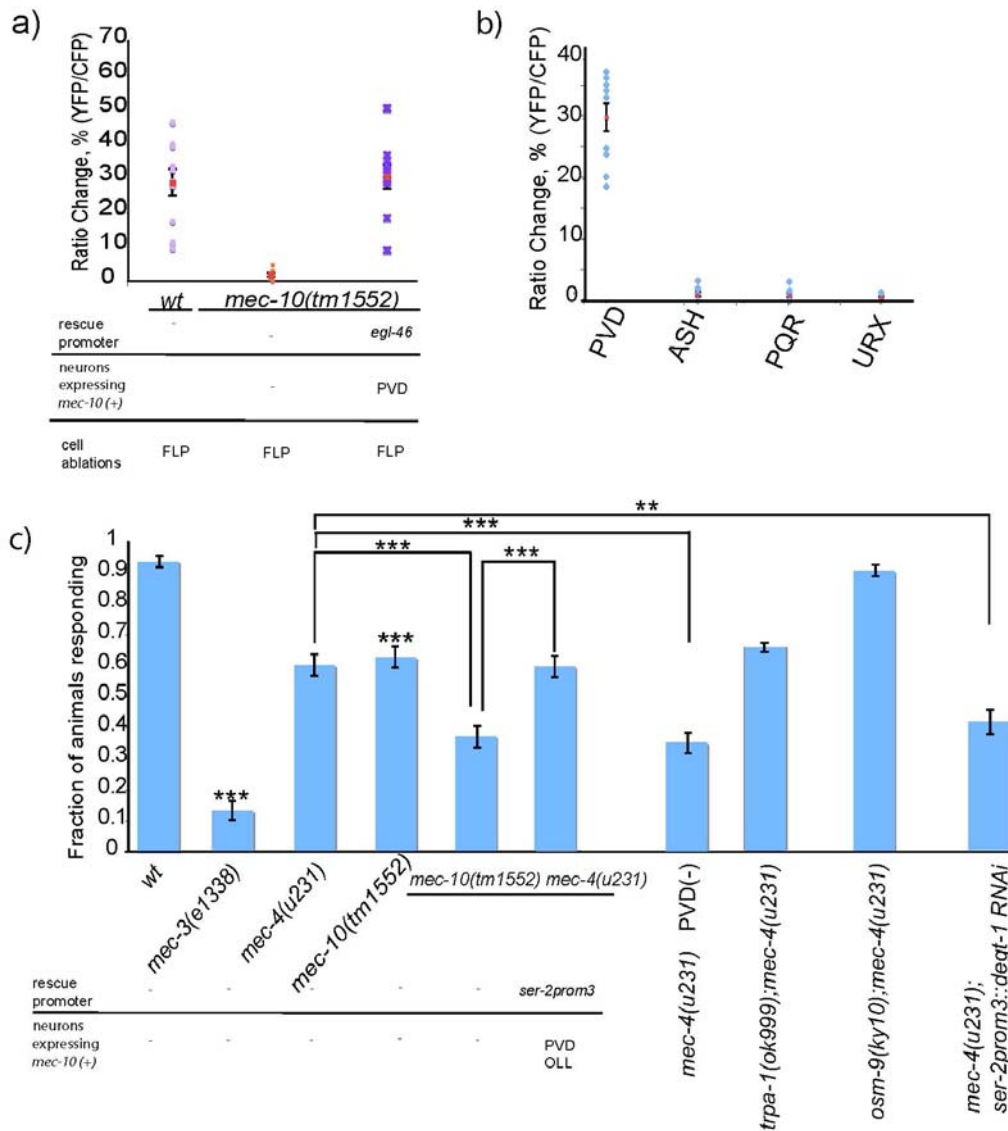 a)
Ratio Change, % (YFP/CFP)
70
60
50
40
30
20
10
0
wt mec-10(tm1552)
rescue promoter - - egl-46
neurons expressing mec-10 (+) - PVD
cell ablations FLP FLP FLP
b)
Ratio Change, % (YFP/CFP)
40
30
20
10
0
PVD
ASH
PQR
URX
c)
Fraction of animals responding
1
0.9
0.8
0.7
0.6
0.5
0.4
0.3
0.2
0.1
0
**
***
*** ***
***
***
wt
mec-3(e1338)
mec-4(u231)
mec-10(tm1552)
mec-10(tm1552) mec-4(u231)
mec-4(u231) PVD(-)
trpa-1(ok999);mec-4(u231)
osm-9(ky10);mec-4(u231)
mec-4(u231);
ser-2prom3::deqt-1 RNAi
rescue promoter - - - - - ser-2prom3
neurons expressing mec-10 (+) - - - - - PVD OLL